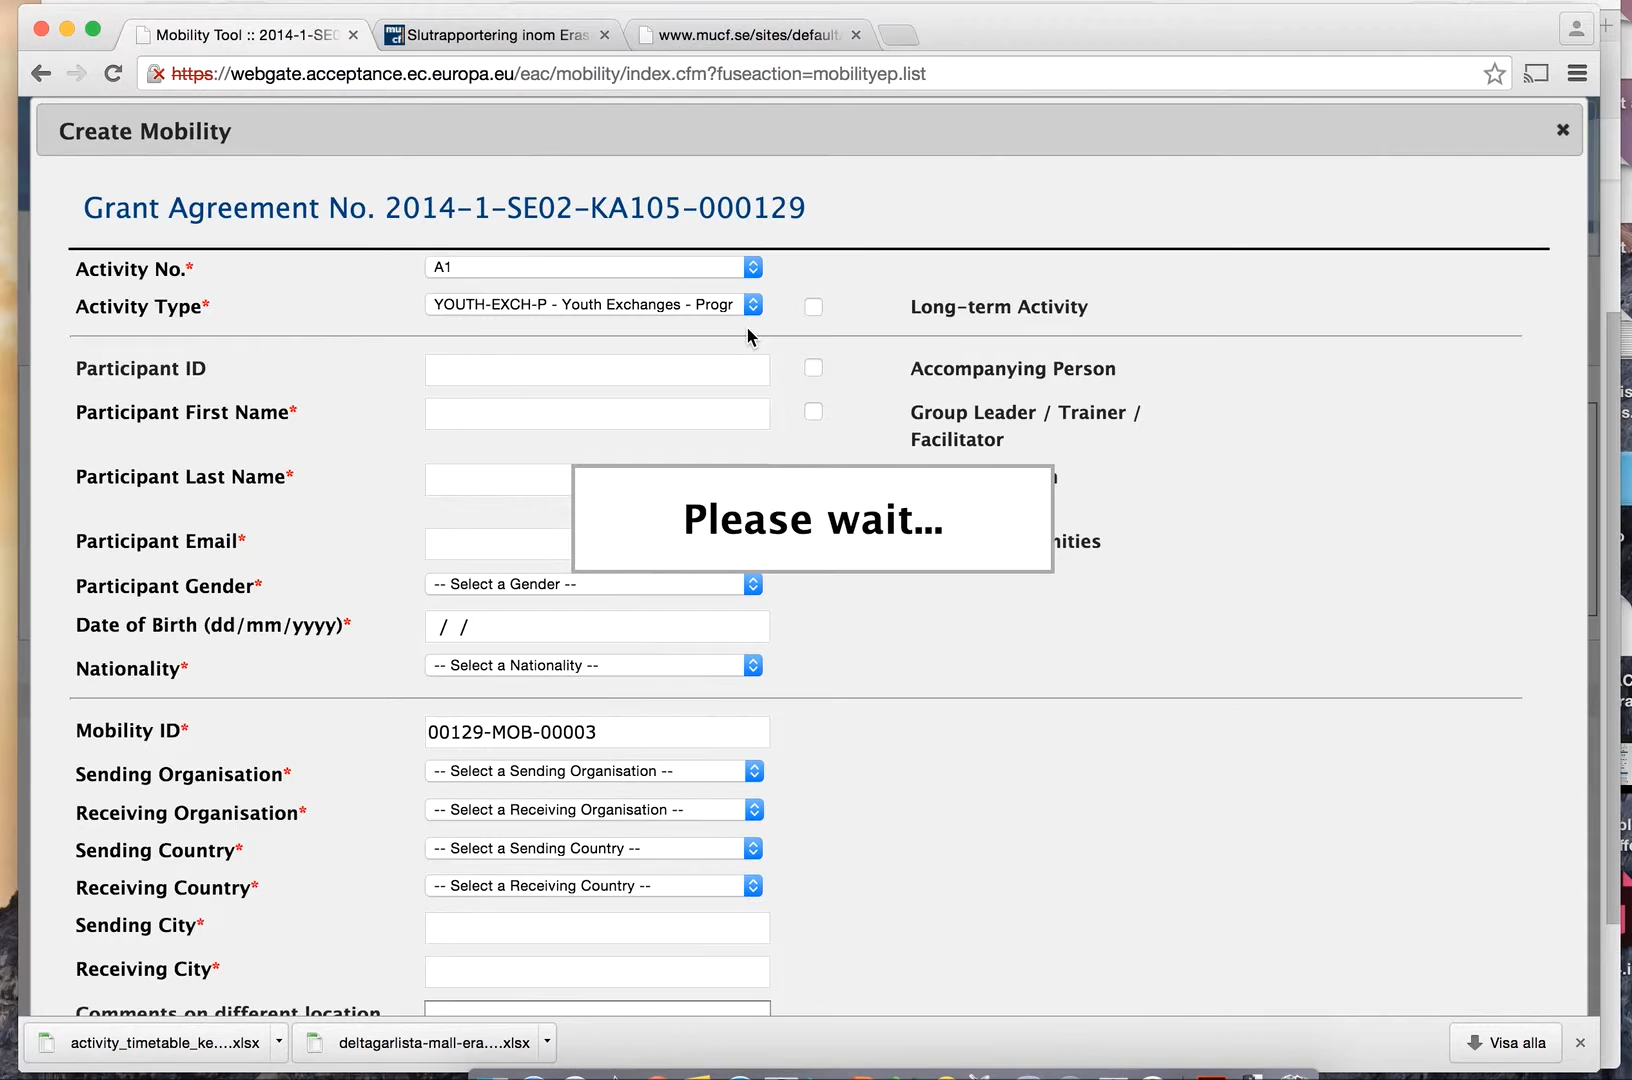 Mobility Tool :: 2014-1-SE0
Slutrapportering inom Eras
www.mucf.se/sites/default/
https://webgate.acceptance.ec.europa.eu/eac/mobility/index.cfm?fuseaction=mobilityep.list
Create Mobility
Grant Agreement No. 2014-1-SE02-KA105-000129
Activity No.* A1
Activity Type* YOUTH-EXCH-P - Youth Exchanges - Progr Long-term Activity
Participant ID Accompanying Person
Participant First Name* Group Leader / Trainer /
Facilitator
Participant Last Name*
Please wait...
Participant Email*
Participant Gender* -- Select a Gender --
Date of Birth (dd/mm/yyyy)* / /
Nationality* -- Select a Nationality --
Mobility ID* 00129-MOB-00003
Sending Organisation* -- Select a Sending Organisation --
Receiving Organisation* -- Select a Receiving Organisation --
Sending Country* -- Select a Sending Country --
Receiving Country* -- Select a Receiving Country --
Sending City*
Receiving City*
Comments on different location
activity_timetable_ke....xlsx
deltagarlista-mall-era....xlsx
Visa alla